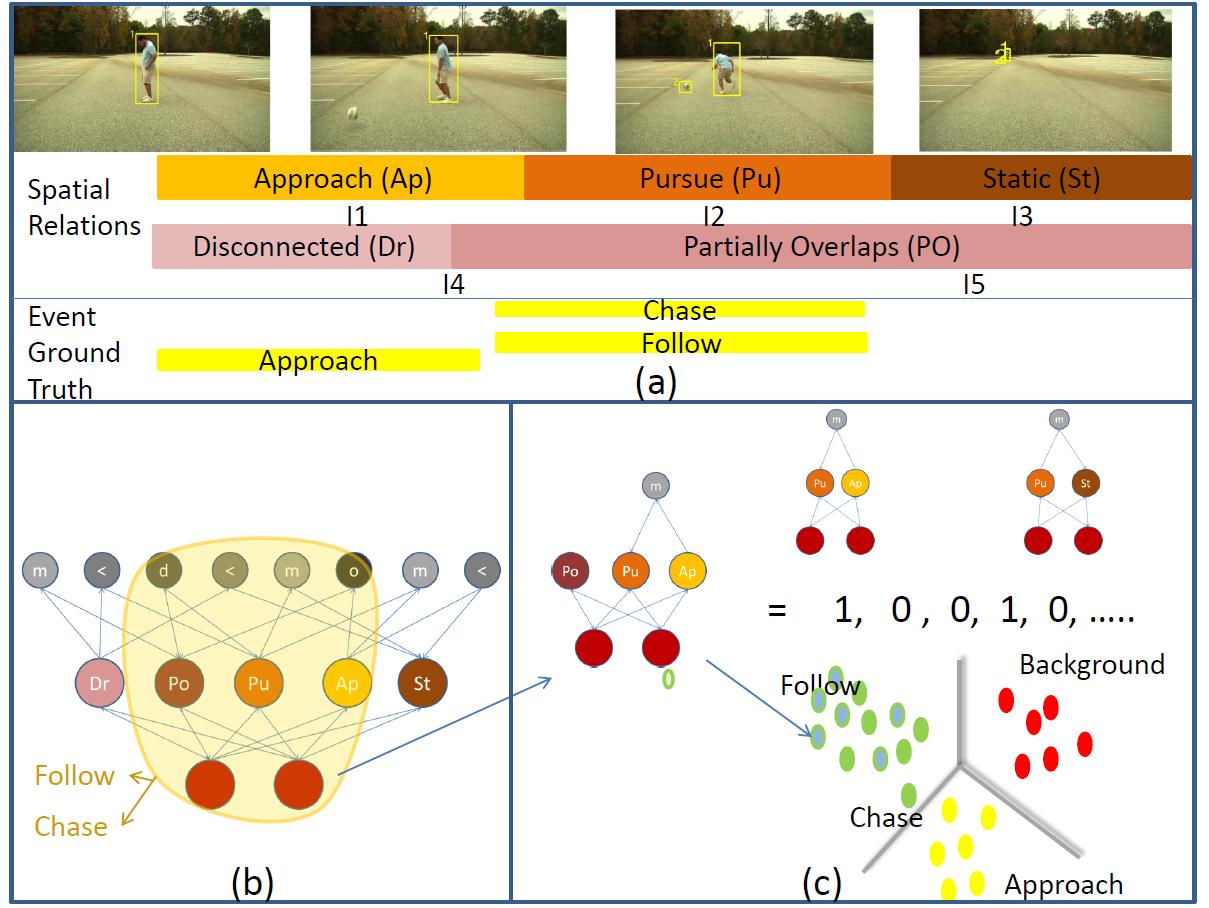 1
1
1
2
1
2
Spatial
Relations
Approach (Ap)
Pursue (Pu)
Static (St)
I1
I2
I3
Disconnected (Dr)
Partially Overlaps (PO)
I4
I5
Event
Ground
Truth
Chase
Follow
Approach
(a)
m < d < m o m <
Dr Po Pu Ap St
Follow
Chase
(b)
m
Po Pu Ap
m
Pu Ap
m
Pu St
= 1, 0 , 0, 1, 0, .....
Follow
Background
Chase
Approach
(c)